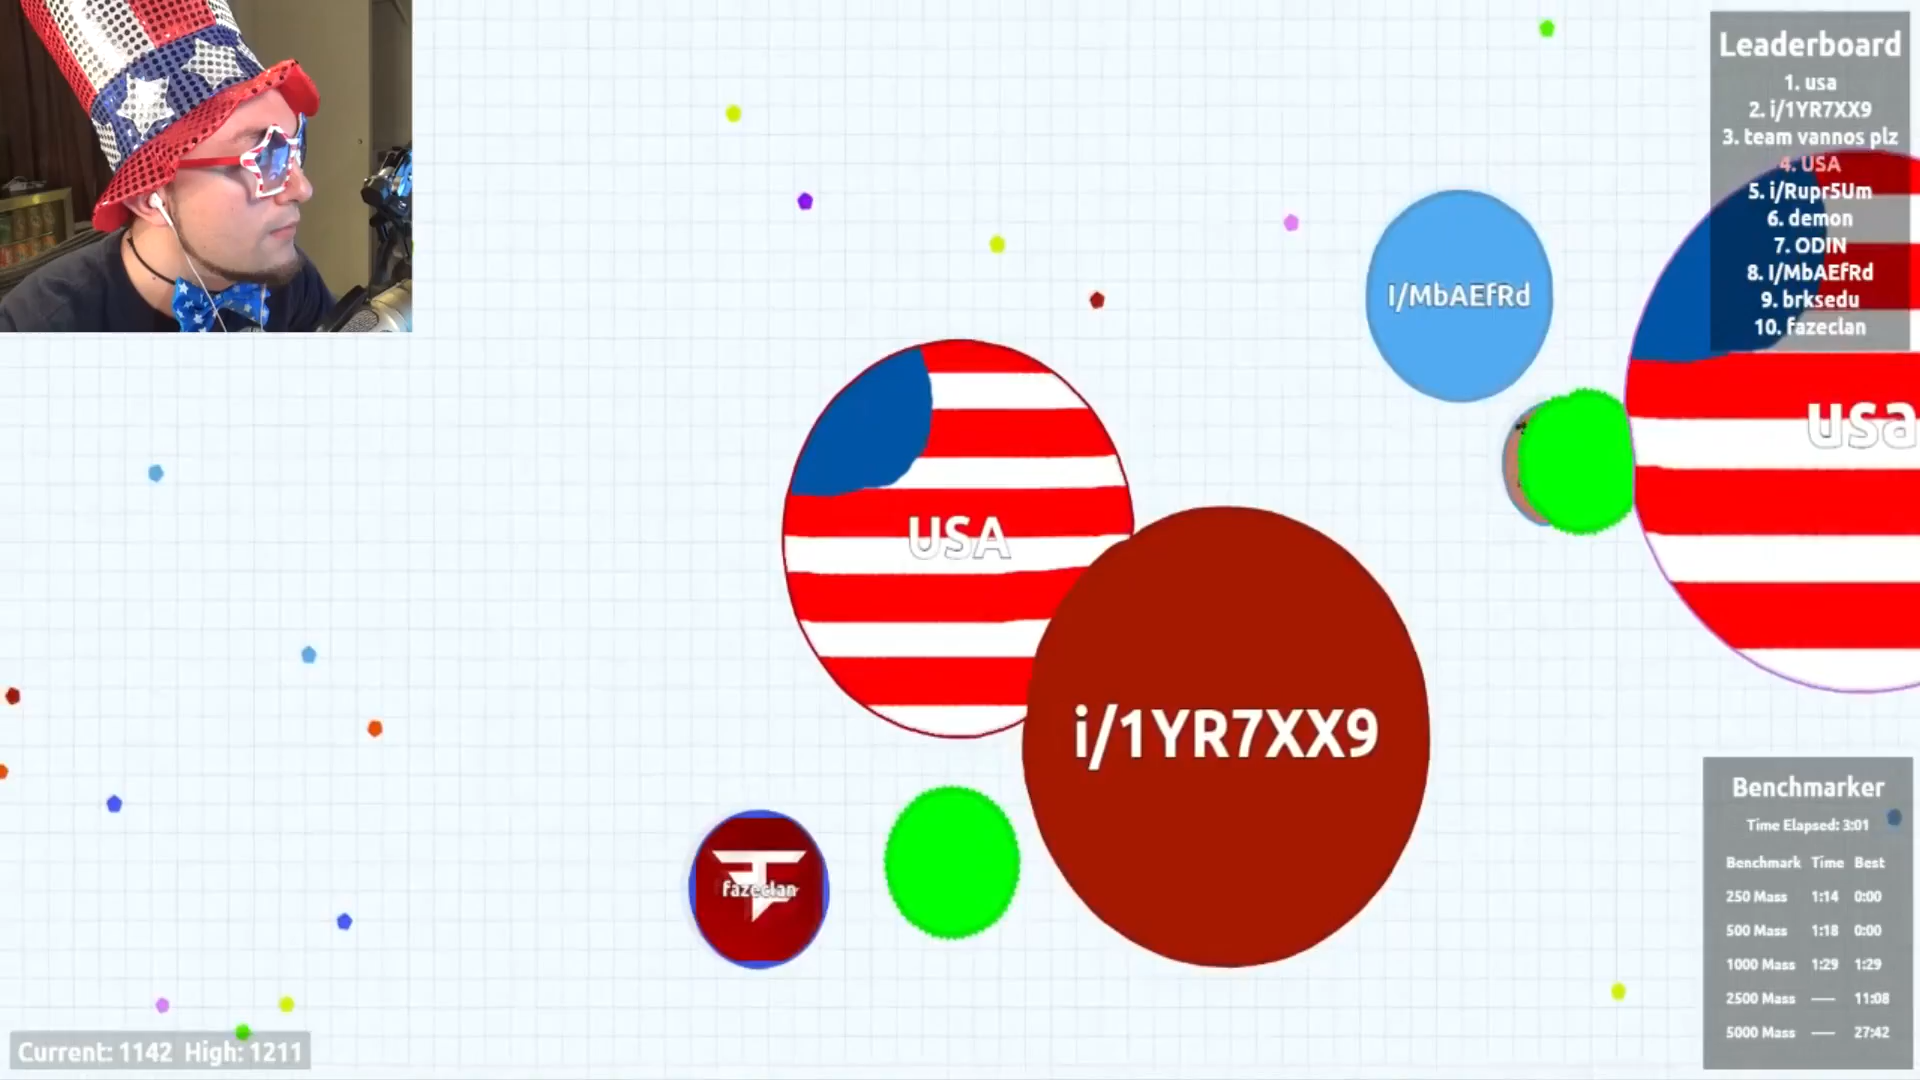 Leaderboard
1. usa
2. i/1YR7XX9
3. team vannos plz
4. USA
5. i/Rupr5Um
6. demon
7. ODIN
8. I/MbAEfRd
9. brksedu
10. fazeclan
I/MbAEfRd
usa
USA
i/1YR7XX9
fazeclan
Benchmarker
Time Elapsed: 3:01
Benchmark Time Best
250 Mass 1:14 0:00
500 Mass 1:18 0:00
1000 Mass 1:29 1:29
2500 Mass — 11:08
5000 Mass — 27:42
Current: 1142 High: 1211